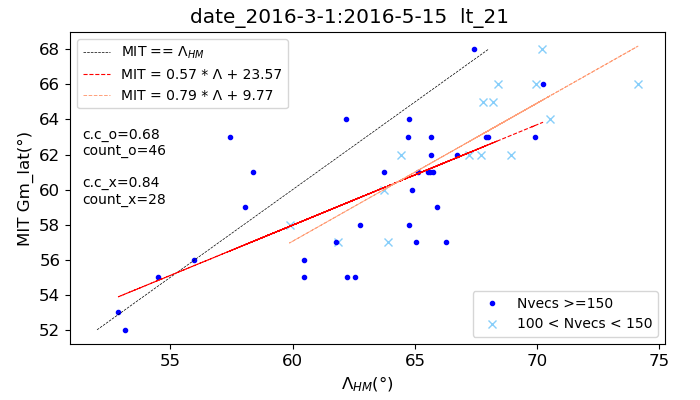 date_2016-3-1:2016-5-15  lt_21
MIT == Λ_HM
MIT = 0.57 * Λ + 23.57
MIT = 0.79 * Λ + 9.77
c.c_o=0.68
count_o=46
c.c_x=0.84
count_x=28
MIT Gm_lat(°)
68
66
64
62
60
58
56
54
52
Nvecs >=150
100 < Nvecs < 150
55 60 65 70 75
Λ_HM(°)